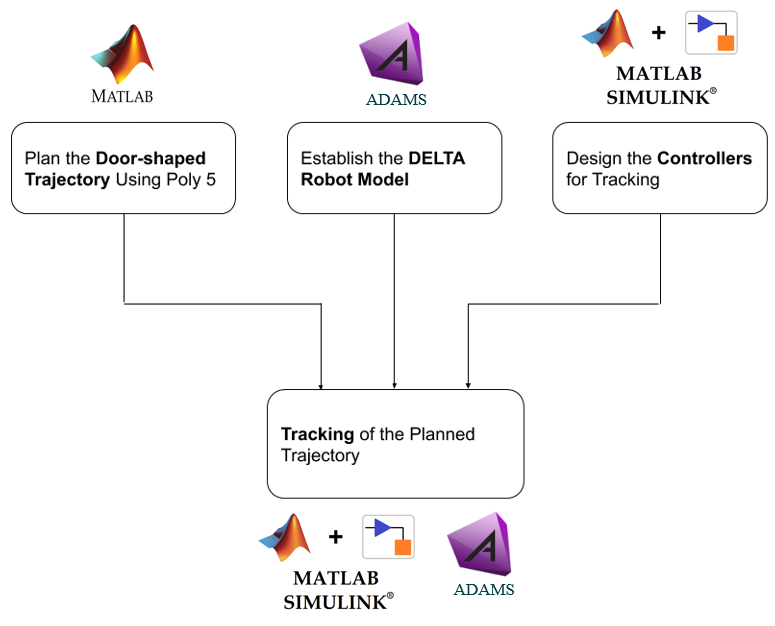 MATLAB
ADAMS
+
MATLAB
SIMULINK®
Plan the Door-shaped
Trajectory Using Poly 5
Establish the DELTA
Robot Model
Design the Controllers
for Tracking
Tracking of the Planned
Trajectory
+
MATLAB
SIMULINK®
ADAMS